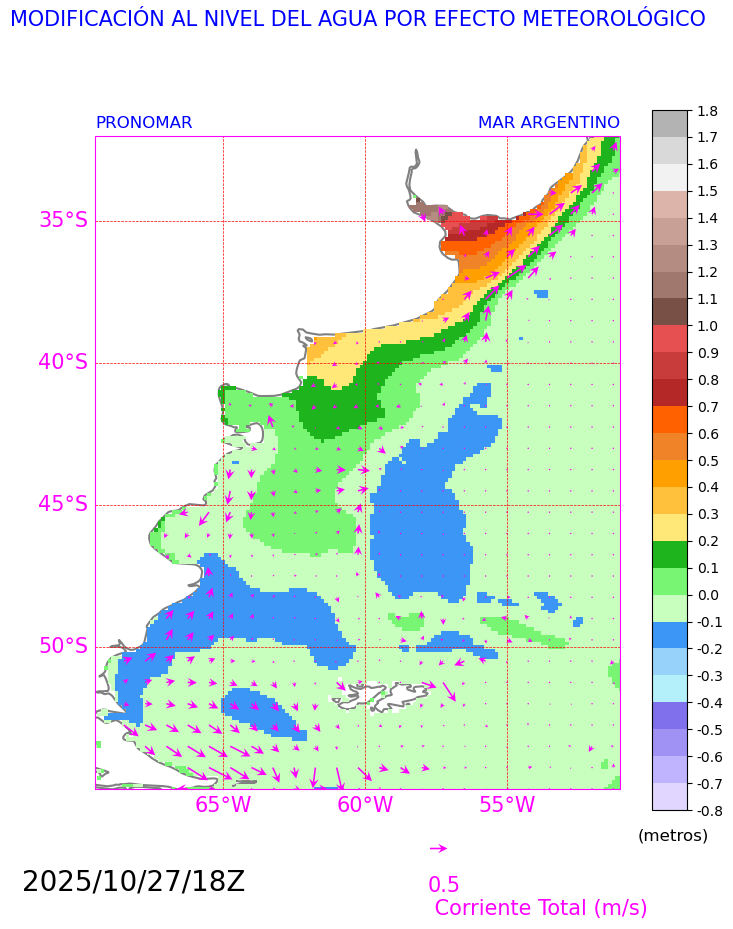 MODIFICACIÓN AL NIVEL DEL AGUA POR EFECTO METEOROLÓGICO
PRONOMAR
MAR ARGENTINO
35°S
40°S
45°S
50°S
65°W
60°W
55°W
1.8
1.7
1.6
1.5
1.4
1.3
1.2
1.1
1.0
0.9
0.8
0.7
0.6
0.5
0.4
0.3
0.2
0.1
0.0
-0.1
-0.2
-0.3
-0.4
-0.5
-0.6
-0.7
-0.8
(metros)
2025/10/27/18Z
0.5
Corriente Total (m/s)